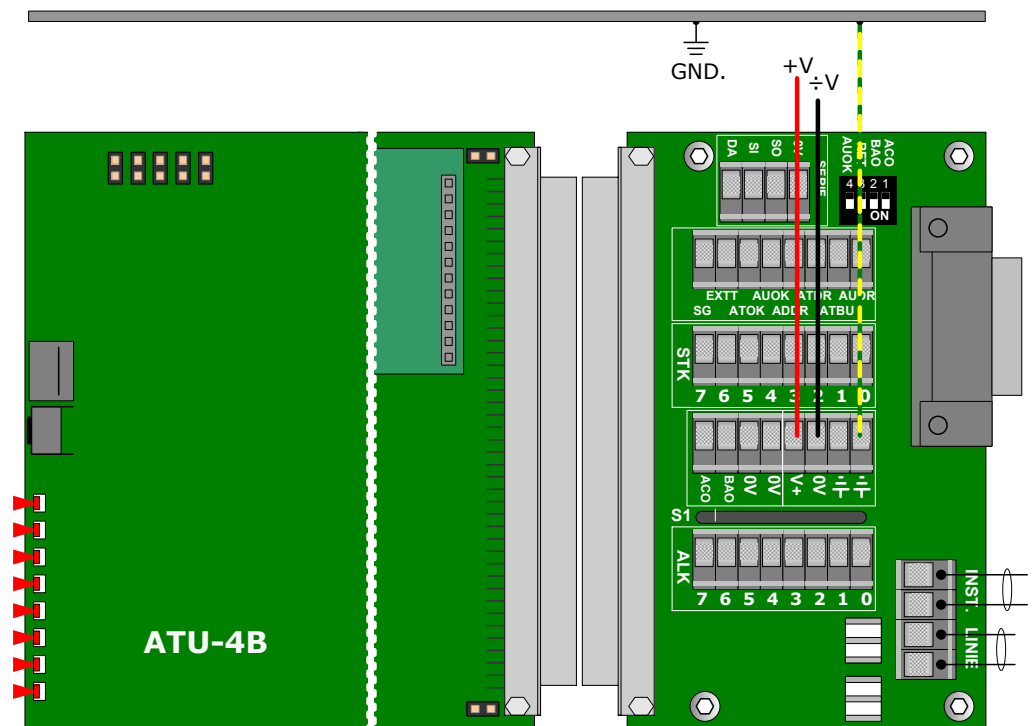 GND.
+V
÷V
DA SI SO
AUOK BAO ACO
4 3 2 1
ON
EXTT AUOK ATDR AUDR
SG ATOK ADDR ATBU
STK
7 6 5 4 3 2 1 0
ACO BAO 0V 0V V+ 0V
S1
ALK
7 6 5 4 3 2 1 0
INST.
LINIE
ATU-4B